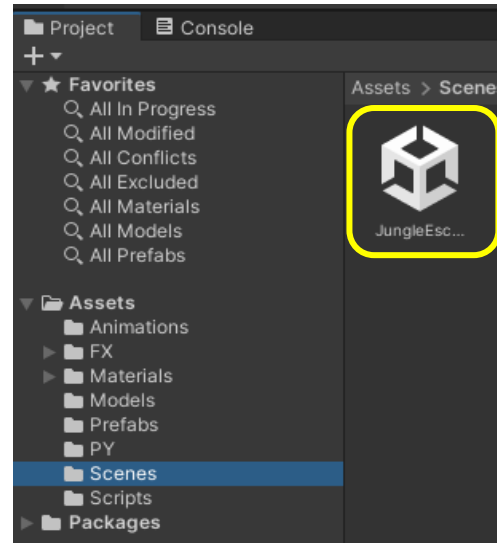 Project
Console
Favorites
All In Progress
All Modified
All Conflicts
All Excluded
All Materials
All Models
All Prefabs
Assets
Animations
FX
Materials
Models
Prefabs
PY
Scenes
Scripts
Packages
Assets > Scene
JungleEsc...